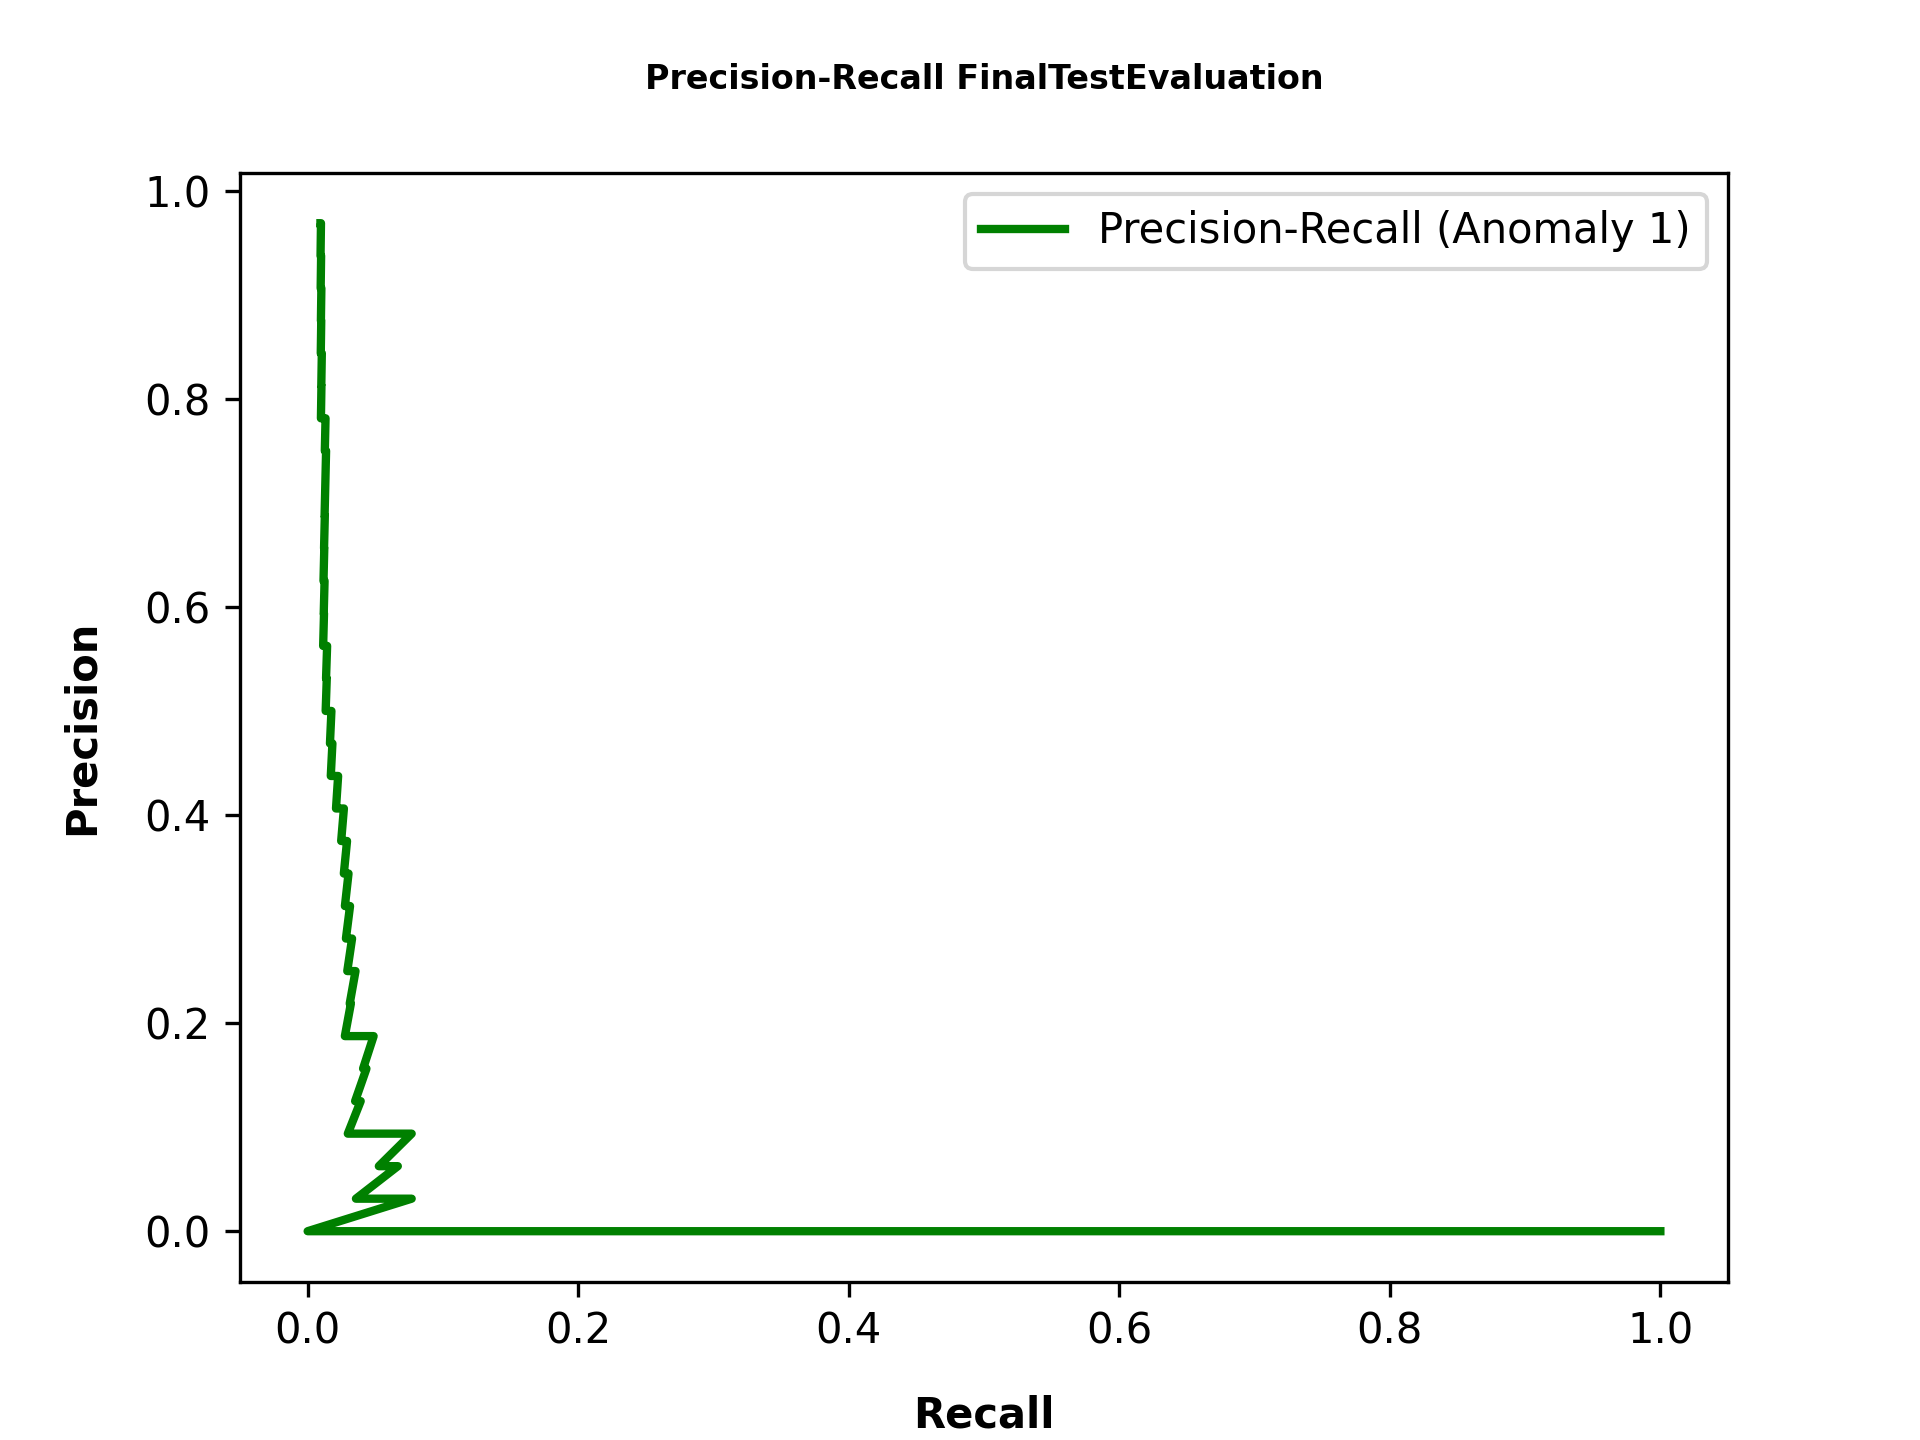 Precision-Recall FinalTestEvaluation
Precision-Recall (Anomaly 1)
1.0
0.8
0.6
0.4
0.2
0.0
Precision
0.0 0.2 0.4 0.6 0.8 1.0
Recall